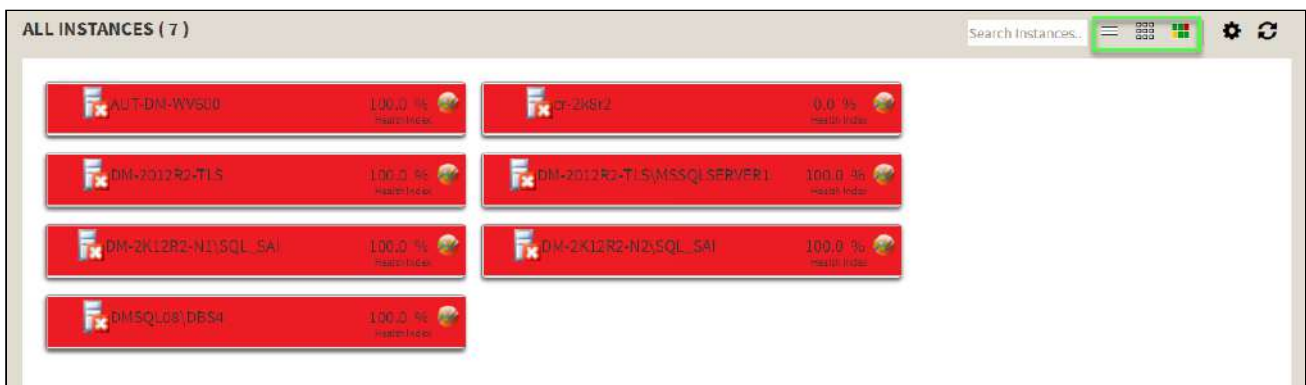 ALL INSTANCES ( 7 )
Search Instances..
AUT-DM-WV600 100.0 %
Health Index
cr-2k8r2 0.0 %
Health Index
DM-2012R2-TLS 100.0 %
Health Index
DM-2012R2-TLS\MSSQLSERVER1 100.0 %
Health Index
DM-2K12R2-N1\SQL_SAI 100.0 %
Health Index
DM-2K12R2-N2\SQL_SAI 100.0 %
Health Index
DMSQL08\DBS4 100.0 %
Health Index